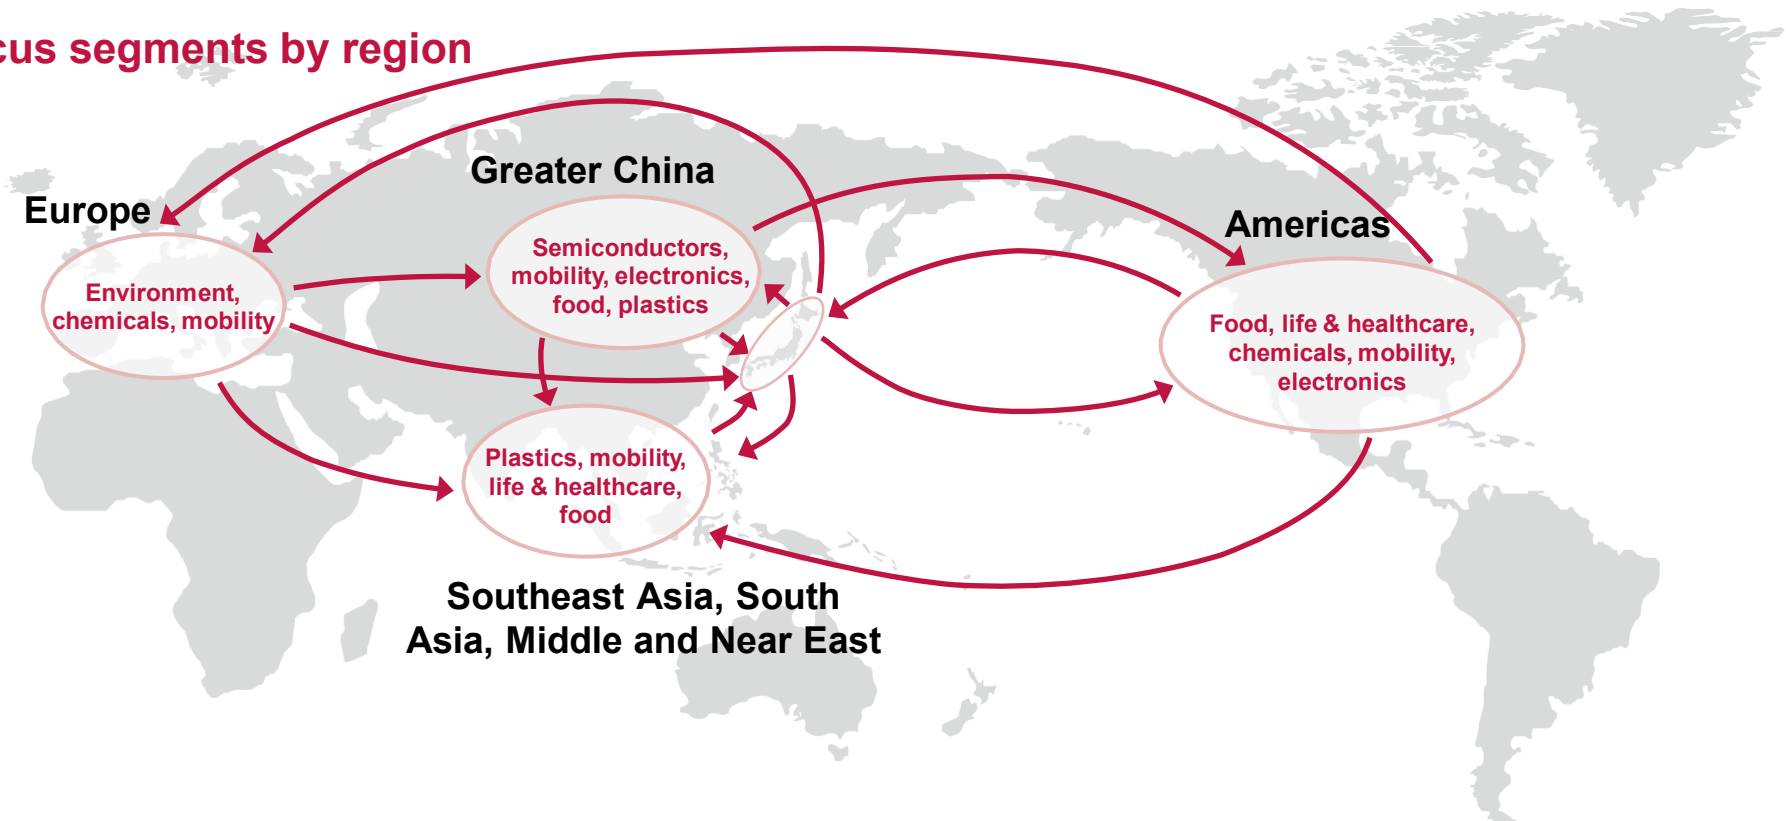 cus segments by region
Greater China
Europe
Americas
Semiconductors,
mobility, electronics,
food, plastics
Environment,
chemicals, mobility
Food, life & healthcare,
chemicals, mobility,
electronics
Plastics, mobility,
life & healthcare,
food
Southeast Asia, South
Asia, Middle and Near East